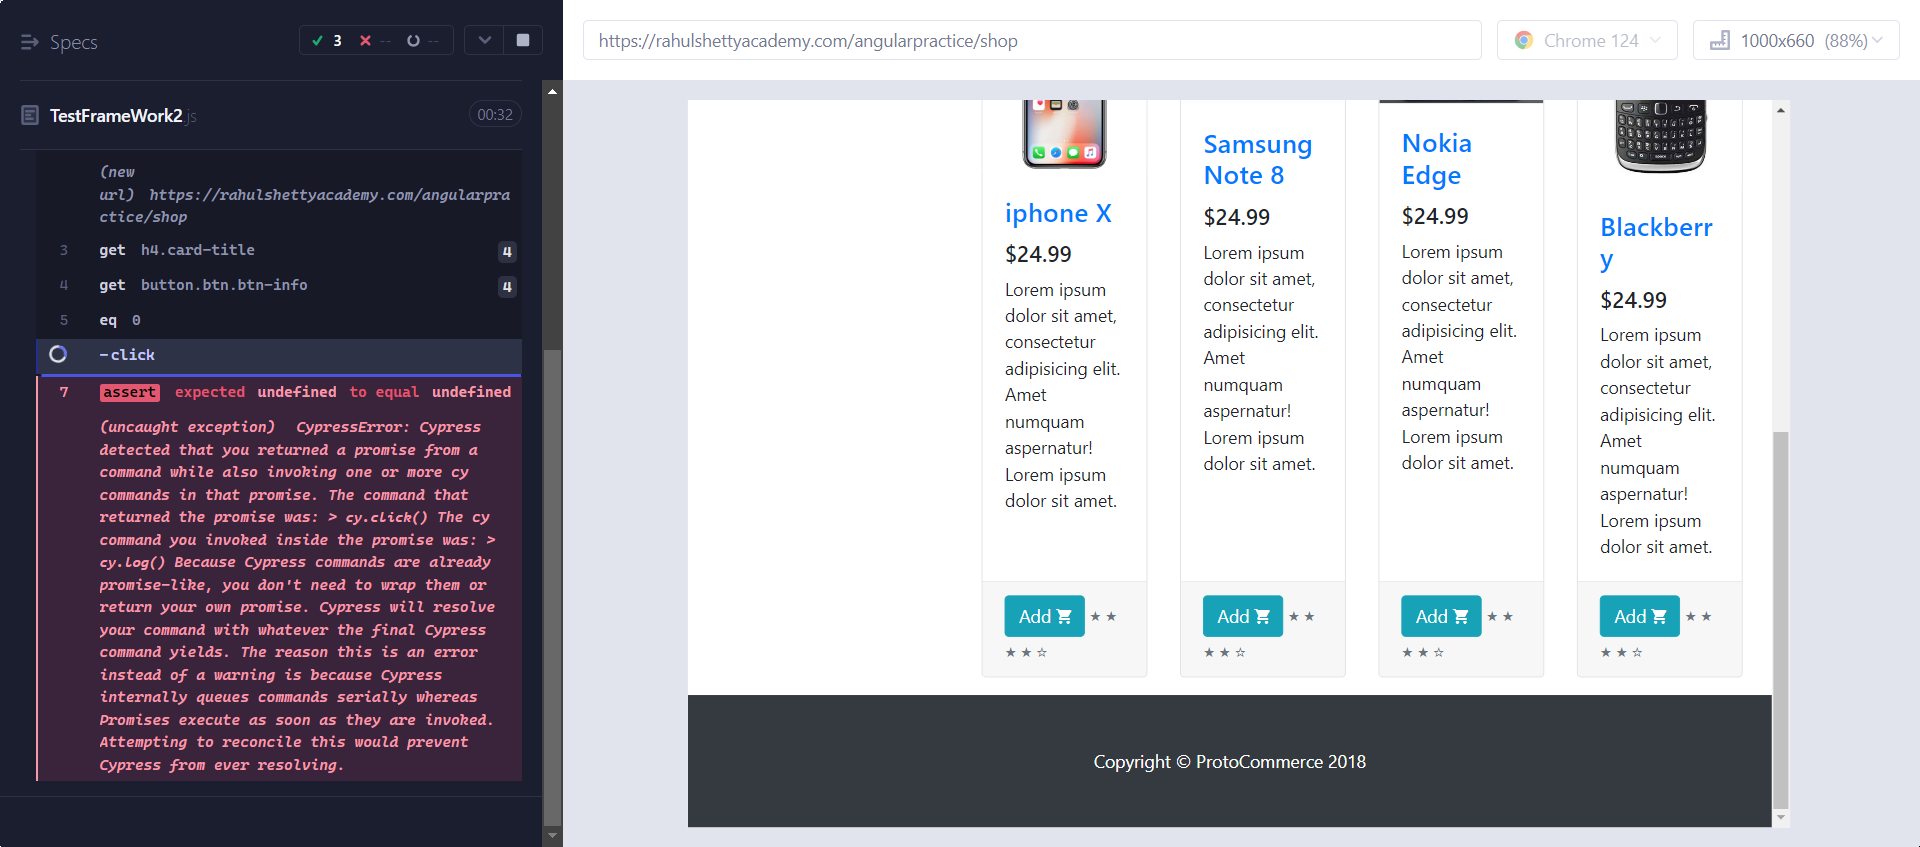 Specs
3 -- --
TestFrameWork2.js
00:32
(new
url) https://rahulshettyacademy.com/angularpra
ctice/shop
3 get h4.card-title 4
4 get button.btn.btn-info 4
5 eq 0
-click
7 assert expected undefined to equal undefined
(uncaught exception) CypressError: Cypress
detected that you returned a promise from a
command while also invoking one or more cy
commands in that promise. The command that
returned the promise was: > cy.click() The cy
command you invoked inside the promise was: >
cy.log() Because Cypress commands are already
promise-like, you don't need to wrap them or
return your own promise. Cypress will resolve
your command with whatever the final Cypress
command yields. The reason this is an error
instead of a warning is because Cypress
internally queues commands serially whereas
Promises execute as soon as they are invoked.
Attempting to reconcile this would prevent
Cypress from ever resolving.
https://rahulshettyacademy.com/angularpractice/shop
Chrome 124
1000x660 (88%)
iphone X
$24.99
Lorem ipsum
dolor sit amet,
consectetur
adipisicing elit.
Amet
numquam
aspernatur!
Lorem ipsum
dolor sit amet.
Add
★ ★
★ ★ ☆
Samsung
Note 8
$24.99
Lorem ipsum
dolor sit amet,
consectetur
adipisicing elit.
Amet
numquam
aspernatur!
Lorem ipsum
dolor sit amet.
Add
★ ★
★ ★ ☆
Nokia
Edge
$24.99
Lorem ipsum
dolor sit amet,
consectetur
adipisicing elit.
Amet
numquam
aspernatur!
Lorem ipsum
dolor sit amet.
Add
★ ★
★ ★ ☆
Blackberr
y
$24.99
Lorem ipsum
dolor sit amet,
consectetur
adipisicing elit.
Amet
numquam
aspernatur!
Lorem ipsum
dolor sit amet.
Add
★ ★
★ ★ ☆
Copyright © ProtoCommerce 2018